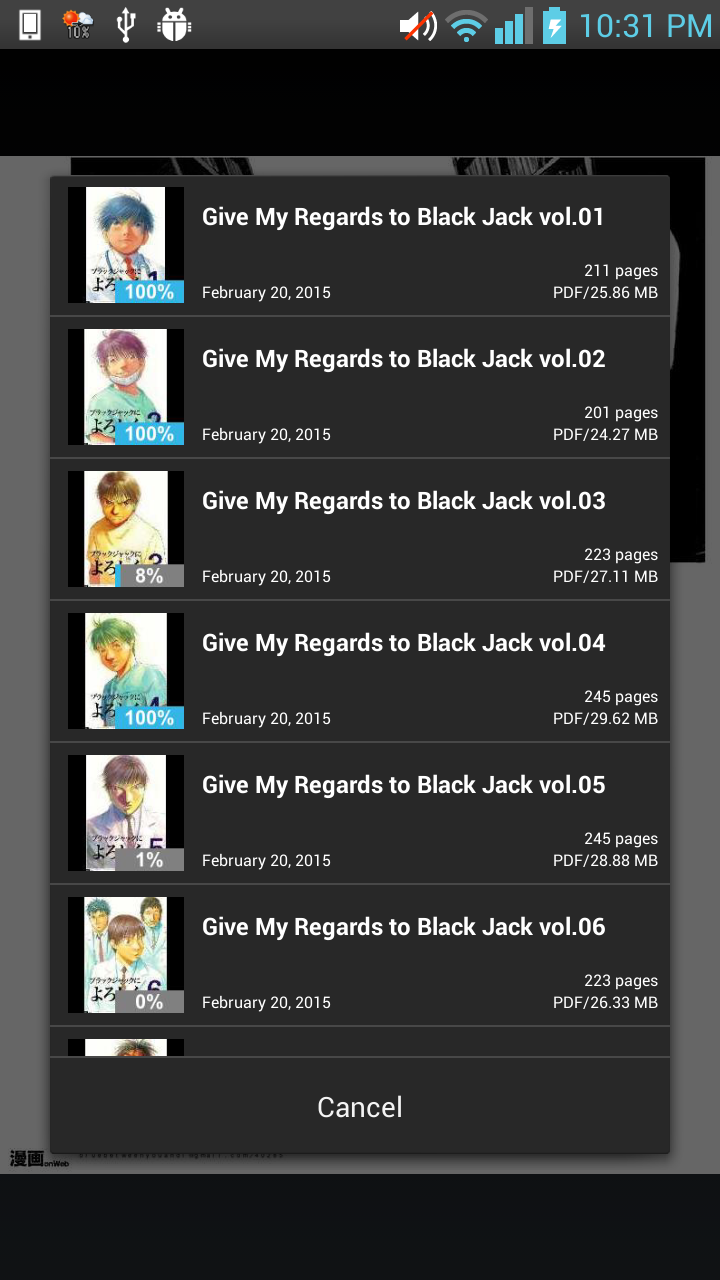 10%
10:31 PM
Give My Regards to Black Jack vol.01
ブラックジャックに
よろ
1
100%
211 pages
February 20, 2015
PDF/25.86 MB
Give My Regards to Black Jack vol.02
ブラックジャックに
よろ
2
100%
201 pages
February 20, 2015
PDF/24.27 MB
Give My Regards to Black Jack vol.03
ブラックジャックに
よろ
3
8%
223 pages
February 20, 2015
PDF/27.11 MB
Give My Regards to Black Jack vol.04
ブラックジャックに
よろ
4
100%
245 pages
February 20, 2015
PDF/29.62 MB
Give My Regards to Black Jack vol.05
ブラックジャックに
よろ
5
1%
245 pages
February 20, 2015
PDF/28.88 MB
Give My Regards to Black Jack vol.06
ブラックジャックに
よろ
6
0%
223 pages
February 20, 2015
PDF/26.33 MB
Cancel
漫画onWeb